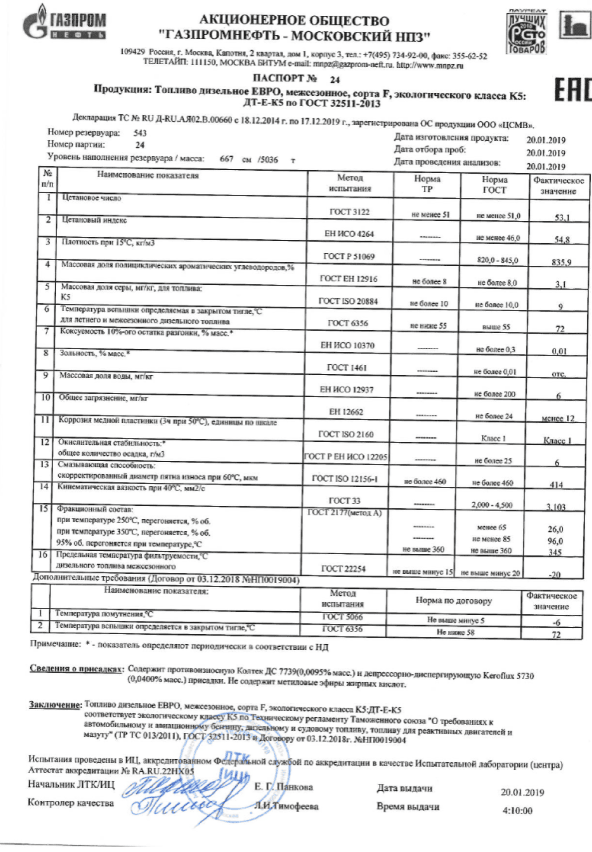 ГАЗПРОМ
НЕФТЬ
АКЦИОНЕРНОЕ ОБЩЕСТВО
"ГАЗПРОМНЕФТЬ - МОСКОВСКИЙ НПЗ"
109429 Россия, г. Москва, Капотня, 2 квартал, дом 1, корпус 3, тел.: +7(495) 734-92-00, факс: 355-62-52
ТЕЛЕТАЙП: 111150, МОСКВА БИТУМ e-mail: mnpz@gazprom-neft.ru. http://www.mnpz.ru
ЛУЧШИХ
ТОВАРОВ
РОССИИ
ПАСПОРТ № 24
Продукция: Топливо дизельное ЕВРО, межсезонное, сорта F, экологического класса К5:
ДТ-Е-К5 по ГОСТ 32511-2013
EAC
Декларация ТС № RU Д-RU.АЯ02.В.00660 с 18.12.2014 г. по 17.12.2019 г., зарегистрирована ОС продукции ООО «ЦСМВ».
Номер резервуара: 543
Дата изготовления продукта: 20.01.2019
Номер партии: 24
Дата отбора проб: 20.01.2019
Уровень наполнения резервуара / масса: 667 см /5036 т
Дата проведения анализов: 20.01.2019
№ п/п Наименование показателя Метод испытания Норма ТР Норма ГОСТ Фактическое значение
1 Цетановое число ГОСТ 3122 не менее 51 не менее 51,0 53,1
2 Цетановый индекс ЕН ИСО 4264 -------- не менее 46,0 54,8
3 Плотность при 15°С, кг/м3 ГОСТ Р 51069 -------- 820,0 - 845,0 835,9
4 Массовая доля полициклических ароматических углеводородов,% ГОСТ ЕН 12916 не более 8 не более 8,0 3,1
5 Массовая доля серы, мг/кг, для топлива:
К5 ГОСТ ISO 20884 не более 10 не более 10,0 9
6 Температура вспышки определяемая в закрытом тигле,°С
для летнего и межсезонного дизельного топлива ГОСТ 6356 не ниже 55 выше 55 72
7 Коксуемость 10%-ого остатка разгонки, % масс.* ЕН ИСО 10370 -------- не более 0,3 0,01
8 Зольность, % масс.* ГОСТ 1461 -------- не более 0,01 отс.
9 Массовая доля воды, мг/кг ЕН ИСО 12937 -------- не более 200 6
10 Общее загрязнение, мг/кг ЕН 12662 -------- не более 24 менее 12
11 Коррозия медной пластинки (3ч при 50°С), единицы по шкале ГОСТ ISO 2160 -------- Класс 1 Класс 1
12 Окислительная стабильность:*
общее количество осадка, г/м3 ГОСТ Р ЕН ИСО 12205 -------- не более 25 6
13 Смазывающая способность:
скорректированный диаметр пятна износа при 60°С, мкм ГОСТ ISO 12156-1 не более 460 не более 460 414
14 Кинематическая вязкость при 40°С, мм2/с ГОСТ 33 -------- 2,000 - 4,500 3,103
15 Фракционный состав: ГОСТ 2177(метод А)
при температуре 250°С, перегоняется, % об. -------- менее 65 26,0
при температуре 350°С, перегоняется, % об. -------- не менее 85 96,0
95% об. перегоняется при температуре,°С не выше 360 не выше 360 345
16 Предельная температура фильтруемости,°С
дизельного топлива межсезонного ГОСТ 22254 не выше минус 15 не выше минус 20 -20
Дополнительные требования (Договор от 03.12.2018 №НП0019004)
Наименование показателя: Метод испытания Норма по договору Фактическое значение
1 Температура помутнения,°С ГОСТ 5066 Не выше минус 5 -6
2 Температура вспышки определяется в закрытом тигле,°С ГОСТ 6356 Не ниже 58 72
Примечание: * - показатель определяют периодически в соответствии с НД
Сведения о присадках: Содержит противоизносную Колтек ДС 7739(0,0095% масс.) и депрессорно-диспергирующую Keroflux 5730
(0,0400% масс.) присадки. Не содержит метиловые эфиры жирных кислот.
Заключение: Топливо дизельное ЕВРО, межсезонное, сорта F, экологического класса К5:ДТ-Е-К5
соответствует экологическому классу К5 по Техническому регламенту Таможенного союза "О требованиях к
автомобильному и авиационному бензину, дизельному и судовому топливу, топливу для реактивных двигателей и
мазуту" (ТР ТС 013/2011), ГОСТ 32511-2013 и Договору от 03.12.2018г. №НП0019004
Испытания проведены в ИЦ, аккредитованном Федеральной службой по аккредитации в качестве Испытательной лаборатории (центра)
Аттестат аккредитации № RA.RU.22НХ05
ЛТК
ИЦ
Начальник ЛТК/ИЦ Е. Г. Панкова Дата выдачи 20.01.2019
Контролер качества Л.И.Тимофеева Время выдачи 4:10:00